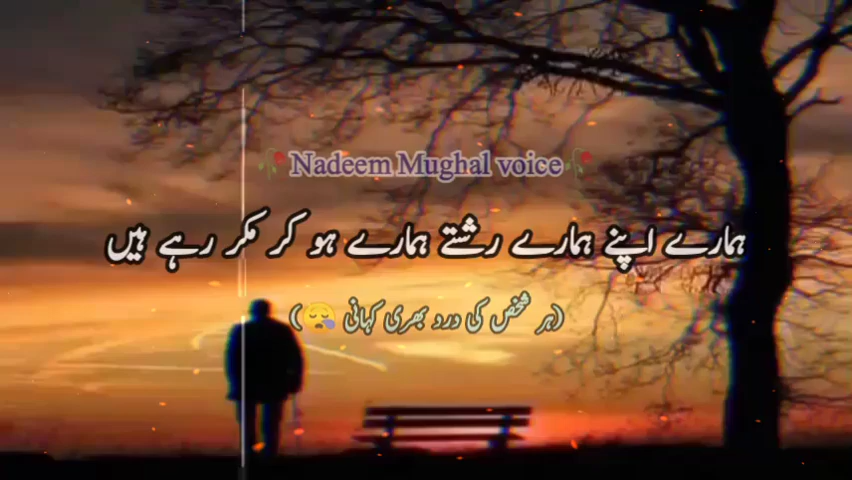 🥀Nadeem Mughal voice🥀
ہمارے اپنے ہمارے رشتے ہمارے ہو کر مکر رہے ہیں
(ہر شخص کی درد بھری کہانی 😪)